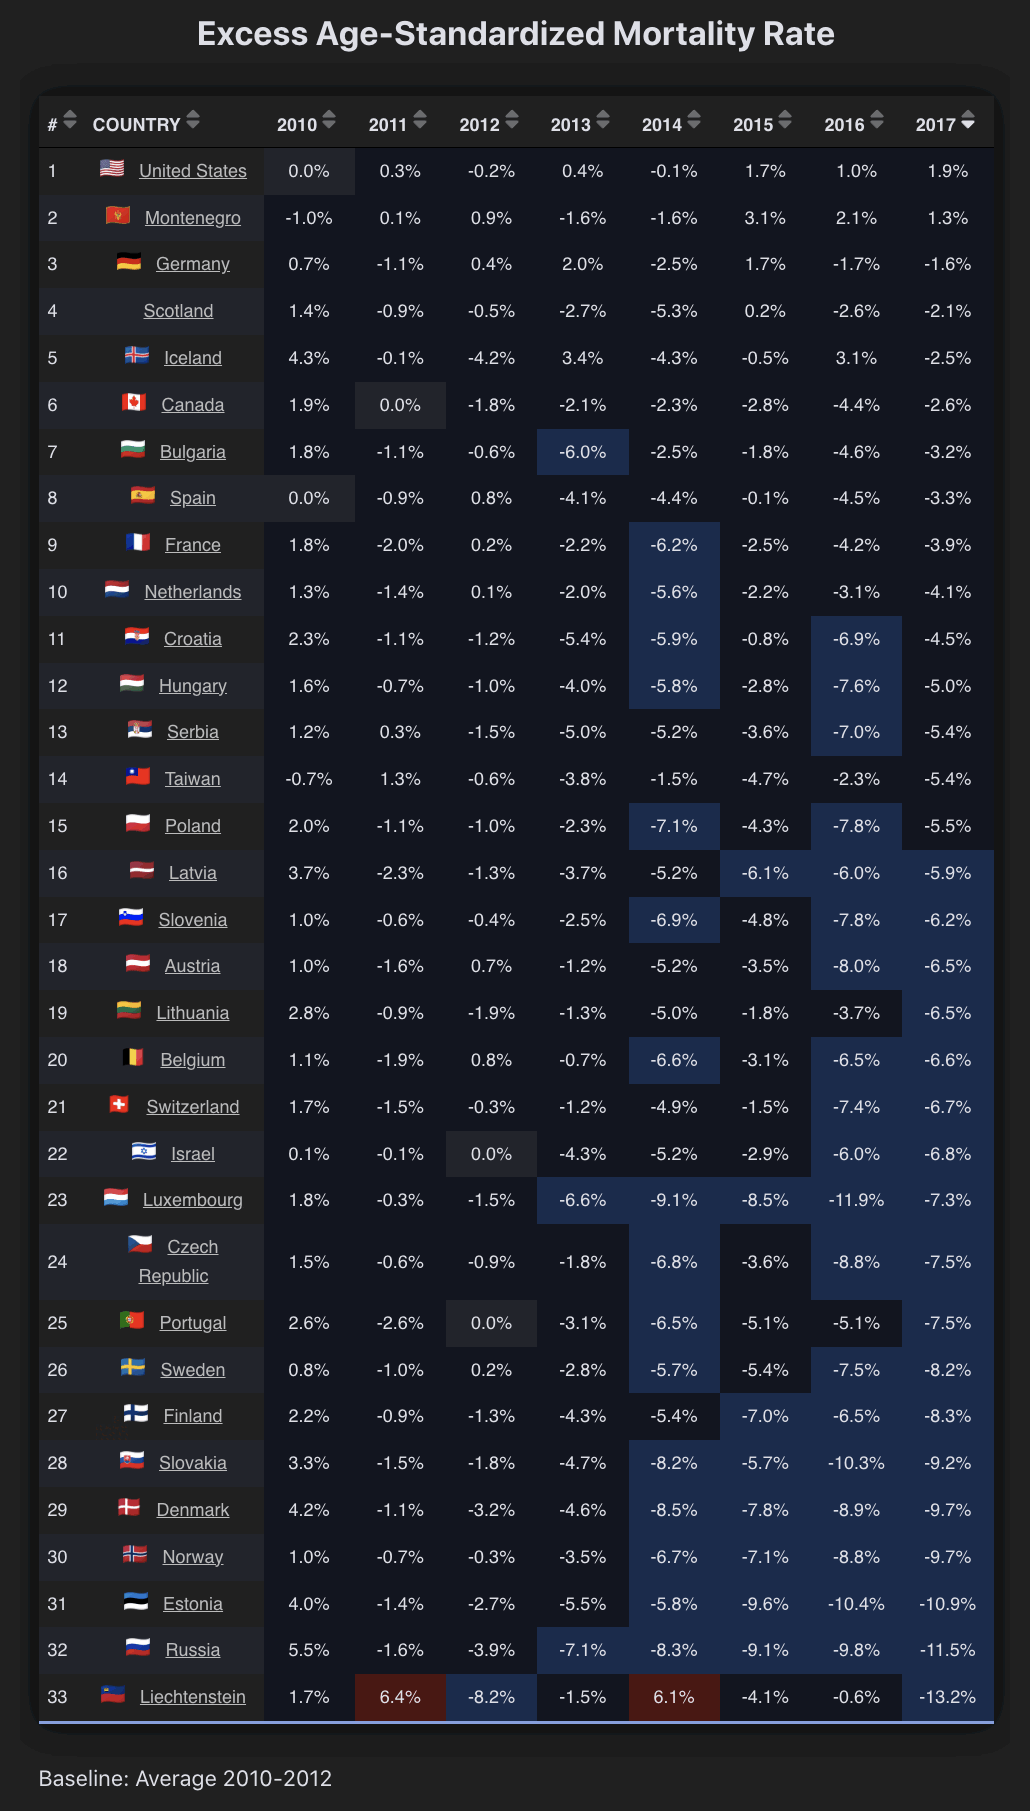 Excess Age-Standardized Mortality Rate
# COUNTRY 2010 2011 2012 2013 2014 2015 2016 2017
1 United States 0.0% 0.3% -0.2% 0.4% -0.1% 1.7% 1.0% 1.9%
2 Montenegro -1.0% 0.1% 0.9% -1.6% -1.6% 3.1% 2.1% 1.3%
3 Germany 0.7% -1.1% 0.4% 2.0% -2.5% 1.7% -1.7% -1.6%
4 Scotland 1.4% -0.9% -0.5% -2.7% -5.3% 0.2% -2.6% -2.1%
5 Iceland 4.3% -0.1% -4.2% 3.4% -4.3% -0.5% 3.1% -2.5%
6 Canada 1.9% 0.0% -1.8% -2.1% -2.3% -2.8% -4.4% -2.6%
7 Bulgaria 1.8% -1.1% -0.6% -6.0% -2.5% -1.8% -4.6% -3.2%
8 Spain 0.0% -0.9% 0.8% -4.1% -4.4% -0.1% -4.5% -3.3%
9 France 1.8% -2.0% 0.2% -2.2% -6.2% -2.5% -4.2% -3.9%
10 Netherlands 1.3% -1.4% 0.1% -2.0% -5.6% -2.2% -3.1% -4.1%
11 Croatia 2.3% -1.1% -1.2% -5.4% -5.9% -0.8% -6.9% -4.5%
12 Hungary 1.6% -0.7% -1.0% -4.0% -5.8% -2.8% -7.6% -5.0%
13 Serbia 1.2% 0.3% -1.5% -5.0% -5.2% -3.6% -7.0% -5.4%
14 Taiwan -0.7% 1.3% -0.6% -3.8% -1.5% -4.7% -2.3% -5.4%
15 Poland 2.0% -1.1% -1.0% -2.3% -7.1% -4.3% -7.8% -5.5%
16 Latvia 3.7% -2.3% -1.3% -3.7% -5.2% -6.1% -6.0% -5.9%
17 Slovenia 1.0% -0.6% -0.4% -2.5% -6.9% -4.8% -7.8% -6.2%
18 Austria 1.0% -1.6% 0.7% -1.2% -5.2% -3.5% -8.0% -6.5%
19 Lithuania 2.8% -0.9% -1.9% -1.3% -5.0% -1.8% -3.7% -6.5%
20 Belgium 1.1% -1.9% 0.8% -0.7% -6.6% -3.1% -6.5% -6.6%
21 Switzerland 1.7% -1.5% -0.3% -1.2% -4.9% -1.5% -7.4% -6.7%
22 Israel 0.1% -0.1% 0.0% -4.3% -5.2% -2.9% -6.0% -6.8%
23 Luxembourg 1.8% -0.3% -1.5% -6.6% -9.1% -8.5% -11.9% -7.3%
24 Czech Republic 1.5% -0.6% -0.9% -1.8% -6.8% -3.6% -8.8% -7.5%
25 Portugal 2.6% -2.6% 0.0% -3.1% -6.5% -5.1% -5.1% -7.5%
26 Sweden 0.8% -1.0% 0.2% -2.8% -5.7% -5.4% -7.5% -8.2%
27 Finland 2.2% -0.9% -1.3% -4.3% -5.4% -7.0% -6.5% -8.3%
28 Slovakia 3.3% -1.5% -1.8% -4.7% -8.2% -5.7% -10.3% -9.2%
29 Denmark 4.2% -1.1% -3.2% -4.6% -8.5% -7.8% -8.9% -9.7%
30 Norway 1.0% -0.7% -0.3% -3.5% -6.7% -7.1% -8.8% -9.7%
31 Estonia 4.0% -1.4% -2.7% -5.5% -5.8% -9.6% -10.4% -10.9%
32 Russia 5.5% -1.6% -3.9% -7.1% -8.3% -9.1% -9.8% -11.5%
33 Liechtenstein 1.7% 6.4% -8.2% -1.5% 6.1% -4.1% -0.6% -13.2%
Baseline: Average 2010-2012